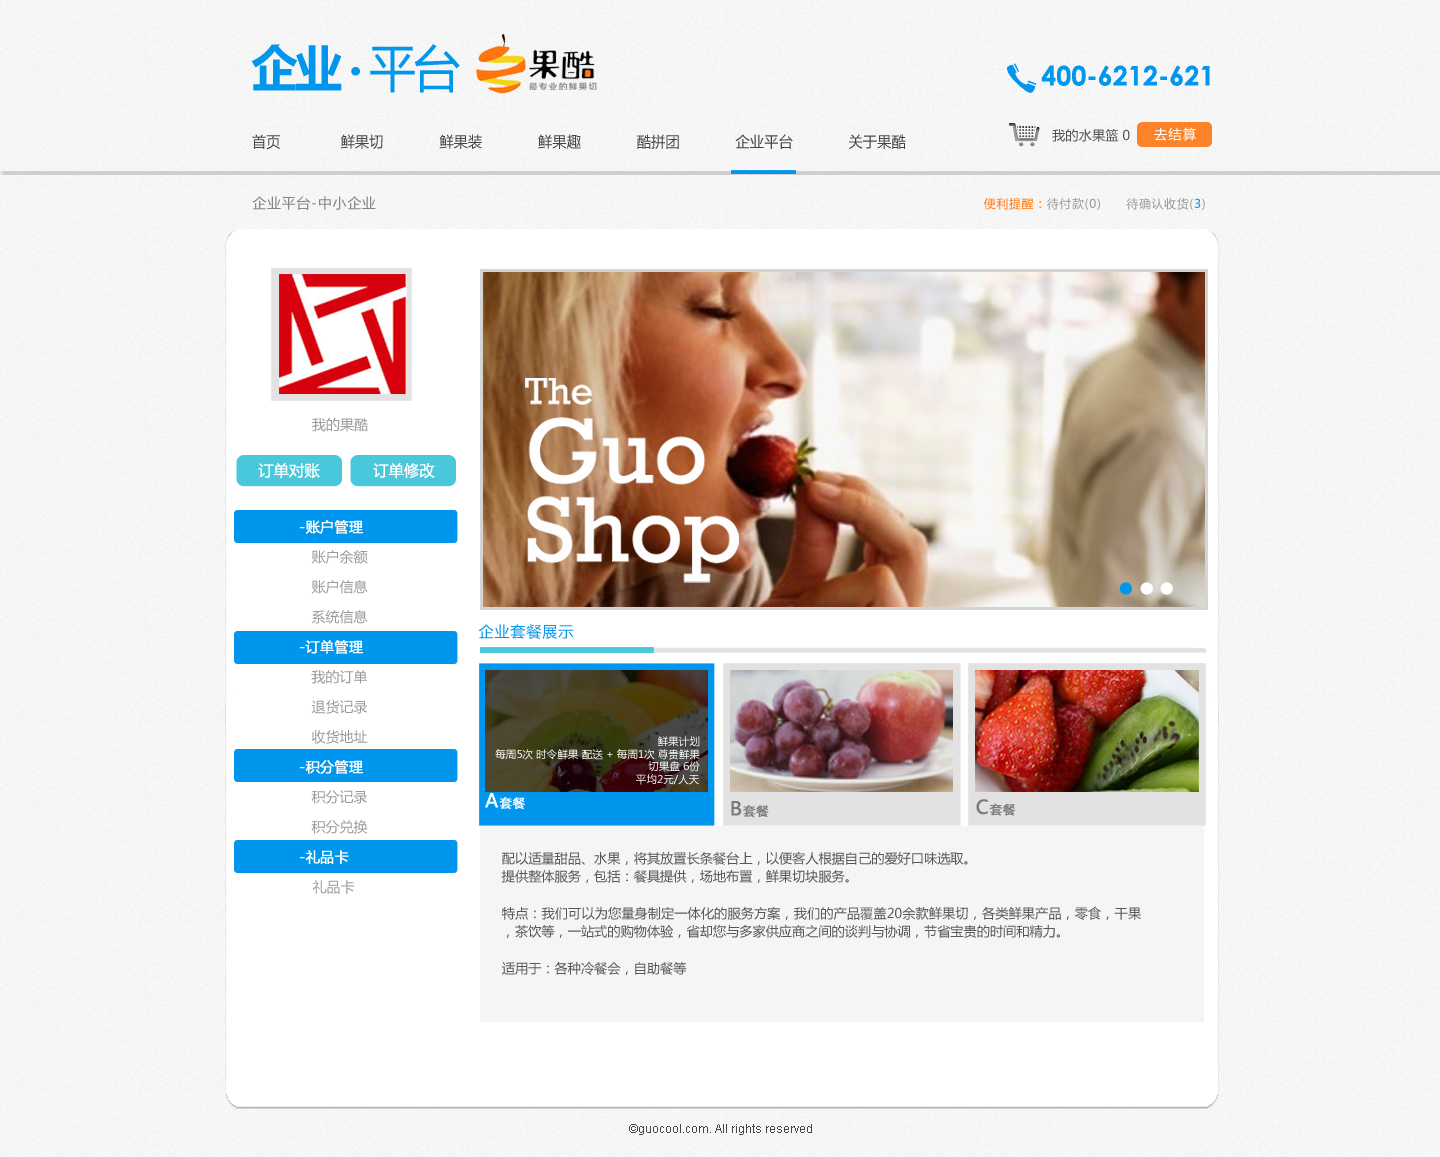 企业·平台
果酷
最专业的鲜果切
400-6212-621
首页 鲜果切 鲜果装 鲜果趣 酷拼团 企业平台 关于果酷
我的水果篮 0 去结算
企业平台-中小企业
便利提醒：待付款(0) 待确认收货(3)
The
Guo
Shop
我的果酷
订单对账 订单修改
-账户管理
账户余额
账户信息
系统信息
-订单管理
我的订单
退货记录
收货地址
-积分管理
积分记录
积分兑换
-礼品卡
礼品卡
企业套餐展示
鲜果计划
每周5次 时令鲜果 配送 + 每周1次 尊贵鲜果
切果盘 6份
平均2元/人天
A套餐
B套餐
C套餐
配以适量甜品、水果，将其放置长条餐台上，以便客人根据自己的爱好口味选取。
提供整体服务，包括：餐具提供，场地布置，鲜果切块服务。
特点：我们可以为您量身制定一体化的服务方案，我们的产品覆盖20余款鲜果切，各类鲜果产品，零食，干果
，茶饮等，一站式的购物体验，省却您与多家供应商之间的谈判与协调，节省宝贵的时间和精力。
适用于：各种冷餐会，自助餐等
©guocool.com. All rights reserved